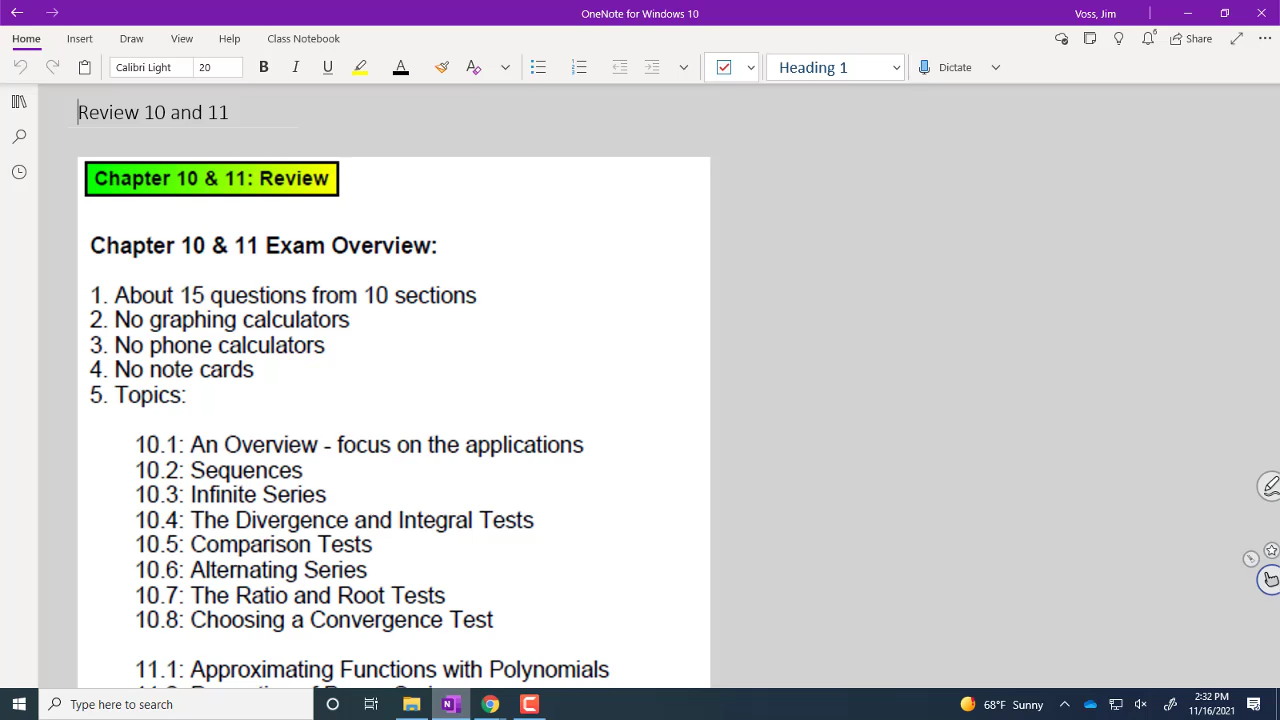 OneNote for Windows 10
Voss, Jim
Home Insert Draw View Help Class Notebook
Share
Calibri Light 20 B I U A Heading 1 Dictate
Review 10 and 11
Chapter 10 & 11: Review
Chapter 10 & 11 Exam Overview:
1. About 15 questions from 10 sections
2. No graphing calculators
3. No phone calculators
4. No note cards
5. Topics:
10.1: An Overview - focus on the applications
10.2: Sequences
10.3: Infinite Series
10.4: The Divergence and Integral Tests
10.5: Comparison Tests
10.6: Alternating Series
10.7: The Ratio and Root Tests
10.8: Choosing a Convergence Test
11.1: Approximating Functions with Polynomials
Type here to search
68°F Sunny
2:32 PM
11/16/2021